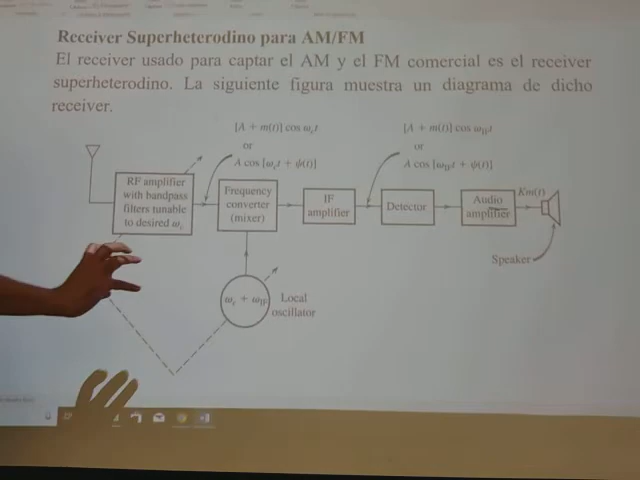 Receiver Superheterodino para AM/FM
El receiver usado para captar el AM y el FM comercial es el receiver
superheterodino. La siguiente figura muestra un diagrama de dicho
receiver.
[A + m(t)] cos ω_c t
or
A cos [ω_c t + ψ(t)]
[A + m(t)] cos ω_IF t
or
A cos [ω_IF t + ψ(t)]
RF amplifier
with bandpass
filters tunable
to desired ω_c
Frequency
converter
(mixer)
IF
amplifier
Detector
Audio
amplifier
Km(t)
Speaker
ω_c + ω_IF
Local
oscillator